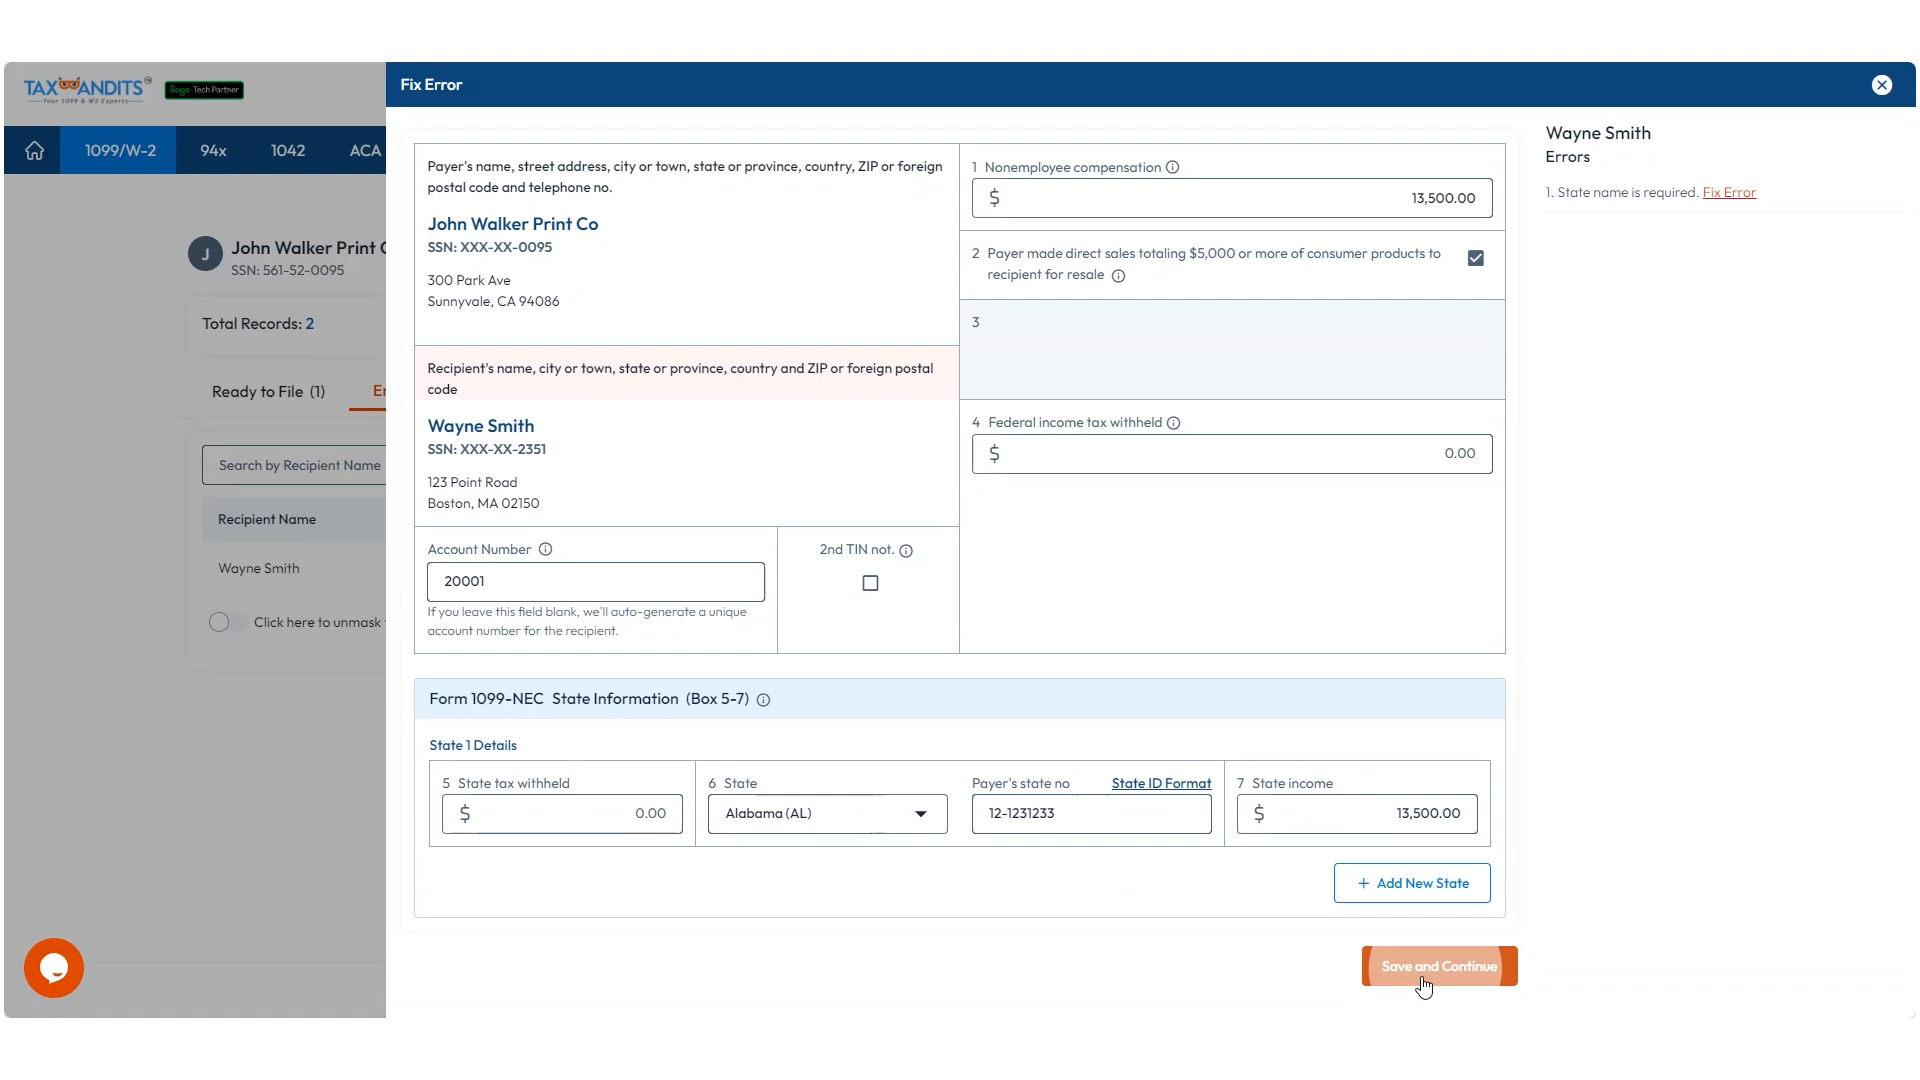 TAXBANDITS
Your 1099 & W2 Experts
Sage Tech Partner
Fix Error
1099/W-2
94x
1042
ACA
J
John Walker Print C
SSN: 561-52-0095
Total Records: 2
Ready to File (1)
Er
Search by Recipient Name
Recipient Name
Wayne Smith
Click here to unmask
Payer's name, street address, city or town, state or province, country, ZIP or foreign
postal code and telephone no.
John Walker Print Co
SSN: XXX-XX-0095
300 Park Ave
Sunnyvale, CA 94086
Recipient's name, city or town, state or province, country and ZIP or foreign postal
code
Wayne Smith
SSN: XXX-XX-2351
123 Point Road
Boston, MA 02150
Account Number
20001
If you leave this field blank, we'll auto-generate a unique
account number for the recipient.
2nd TIN not.
1 Nonemployee compensation
$ 13,500.00
2 Payer made direct sales totaling $5,000 or more of consumer products to
recipient for resale
3
4 Federal income tax withheld
$ 0.00
Form 1099-NEC State Information (Box 5-7)
State 1 Details
5 State tax withheld
$ 0.00
6 State
Alabama (AL)
Payer's state no State ID Format
12-1231233
7 State income
$ 13,500.00
+ Add New State
Save and Continue
Wayne Smith
Errors
1. State name is required. Fix Error